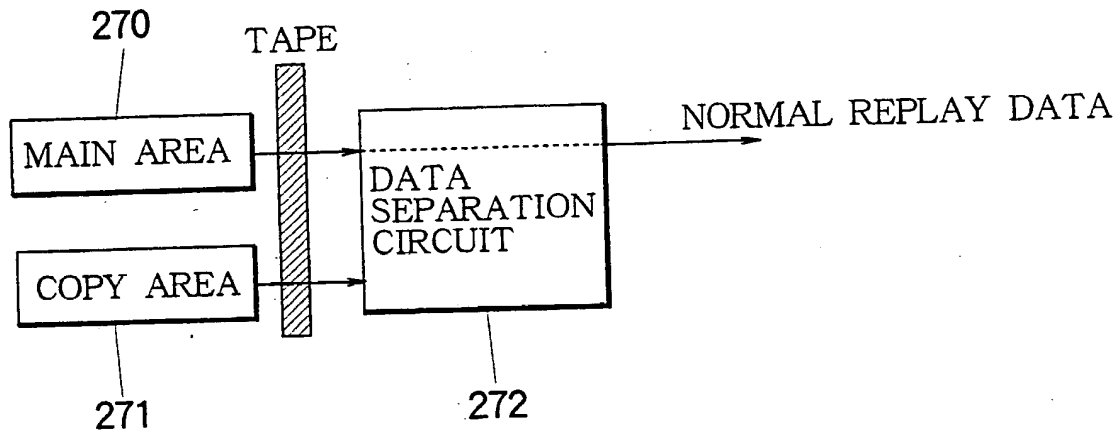 270
TAPE
MAIN AREA
NORMAL REPLAY DATA
DATA
SEPARATION
CIRCUIT
COPY AREA
271
272